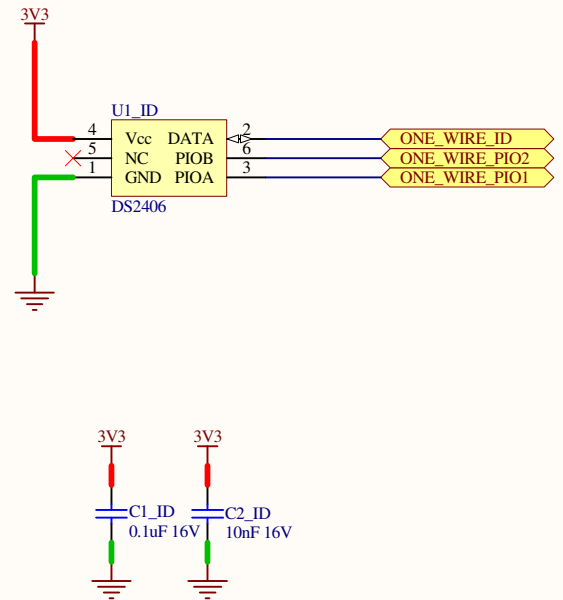 3V3
U1_ID
4 Vcc DATA 2 ONE_WIRE_ID
5 NC PIOB 6 ONE_WIRE_PIO2
1 GND PIOA 3 ONE_WIRE_PIO1
DS2406
3V3 3V3
C1_ID C2_ID
0.1uF 16V 10nF 16V